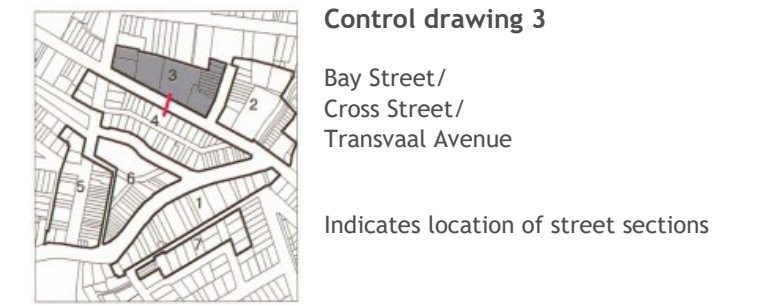 Control drawing 3
3
Bay Street/
2
Cross Street/
4
Transvaal Avenue
5
6
1
Indicates location of street sections
7